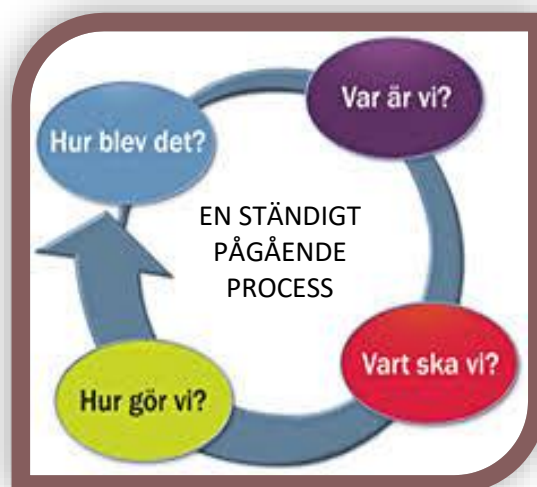 Var är vi?
Hur blev det?
EN STÄNDIGT
PÅGÅENDE
PROCESS
Vart ska vi?
Hur gör vi?